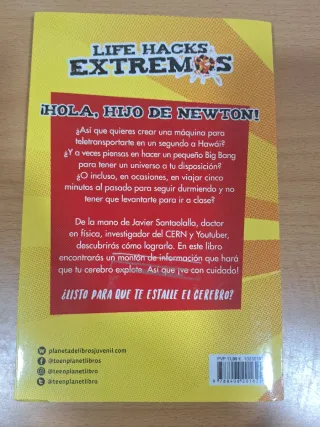 LIFE HACKS
EXTREMOS
¡HOLA, HIJO DE NEWTON!
¿Así que quieres crear una máquina para
teletransportarte en un segundo a Hawái?
¿Y a veces piensas en hacer un pequeño Big Bang
para tener un universo a tu disposición?
¿O incluso, en ocasiones, en viajar cinco
minutos al pasado para seguir durmiendo y no
tener que levantarte para ir a clase?
De la mano de Javier Santaolalla, doctor
en física, investigador del CERN y Youtuber,
descubrirás cómo lograrlo. En este libro
encontrarás un montón de información que hará
que tu cerebro explote. Así que ¡ve con cuidado!
¿LISTO PARA QUE TE ESTALLE EL CEREBRO?
planetadelibrosjuvenil.com
@teenplanetlibros
@teenplanetlibro
@teenplanetlibro
PVP